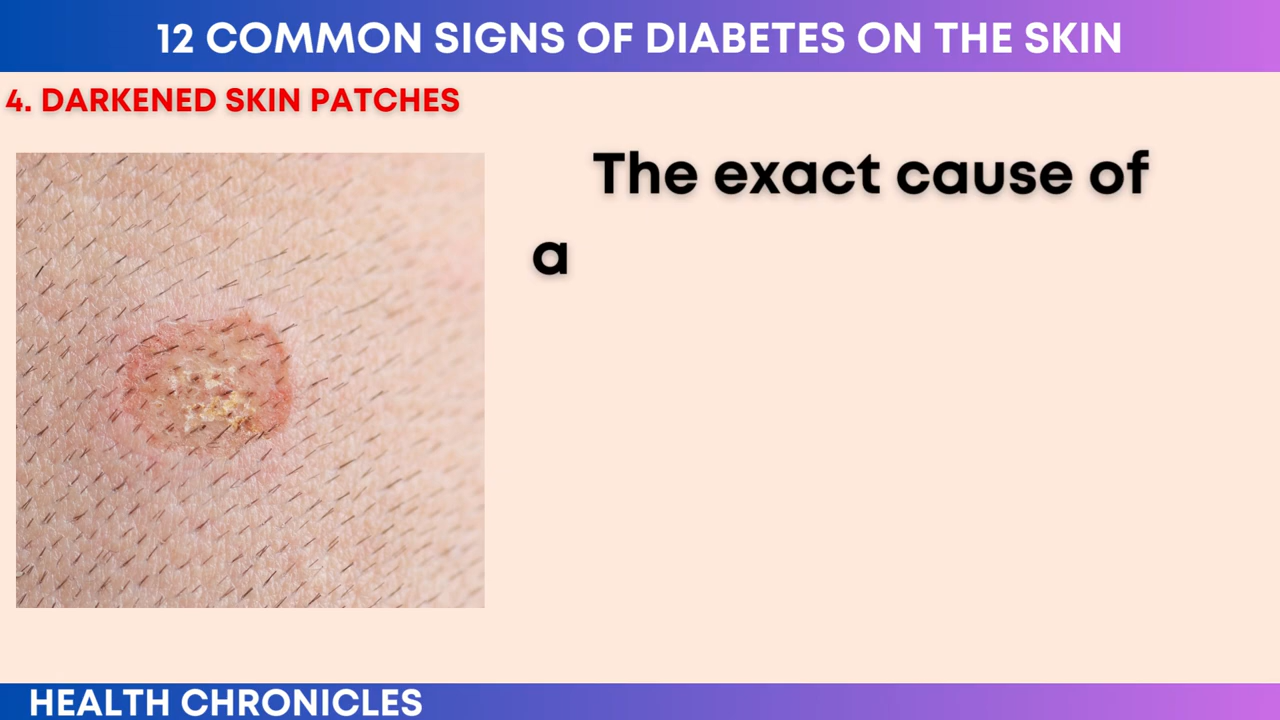 12 COMMON SIGNS OF DIABETES ON THE SKIN
4. DARKENED SKIN PATCHES
The exact cause of
a
HEALTH CHRONICLES